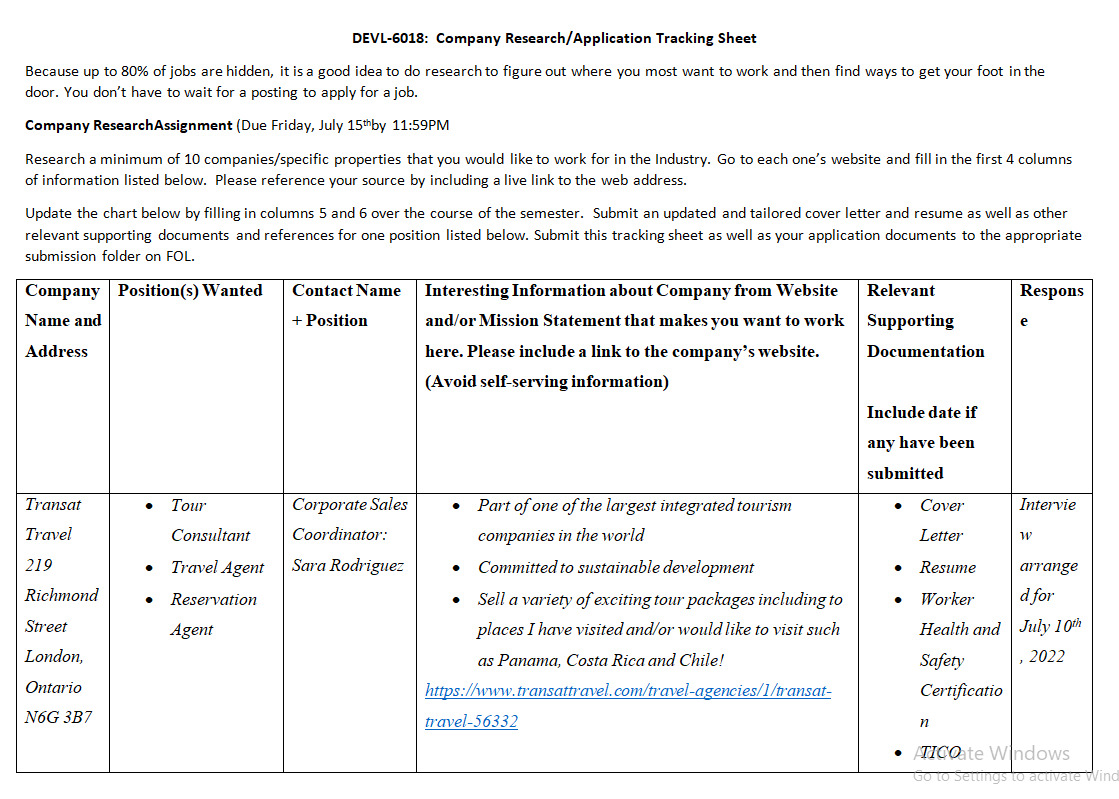 DEVL-6018: Company Research/Application Tracking Sheet
Because up to 80% of jobs are hidden, it is a good idea to do research to figure out where you most want to work and then find ways to get your foot in the
door. You don't have to wait for a posting to apply for a job.
Company ResearchAssignment (Due Friday, July 15thby 11:59PM
Research a minimum of 10 companies/specific properties that you would like to work for in the Industry. Go to each one's website and fill in the first 4 columns
of information listed below. Please reference your source by including a live link to the web address.
Update the chart below by filling in columns 5 and 6 over the course of the semester. Submit an updated and tailored cover letter and resume as well as other
relevant supporting documents and references for one position listed below. Submit this tracking sheet as well as your application documents to the appropriate
submission folder on FOL.
Company
Name and
Address
Position(s) Wanted
Contact Name
+ Position
Interesting Information about Company from Website
and/or Mission Statement that makes you want to work
here. Please include a link to the company's website.
(Avoid self-serving information)
Relevant
Supporting
Documentation
Include date if
any have been
submitted
Respons
e
Transat
Travel
219
Richmond
Street
London,
Ontario
N6G 3B7
• Tour
Consultant
• Travel Agent
• Reservation
Agent
Corporate Sales
Coordinator:
Sara Rodriguez
• Part of one of the largest integrated tourism
companies in the world
• Committed to sustainable development
• Sell a variety of exciting tour packages including to
places I have visited and/or would like to visit such
as Panama, Costa Rica and Chile!
https://www.transattravel.com/travel-agencies/1/transat-
travel-56332
• Cover
Letter
• Resume
• Worker
Health and
Safety
Certificatio
n
• TICO
Intervie
w
arrange
d for
July 10th
, 2022
Activate Windows
Go to Settings to activate Wind